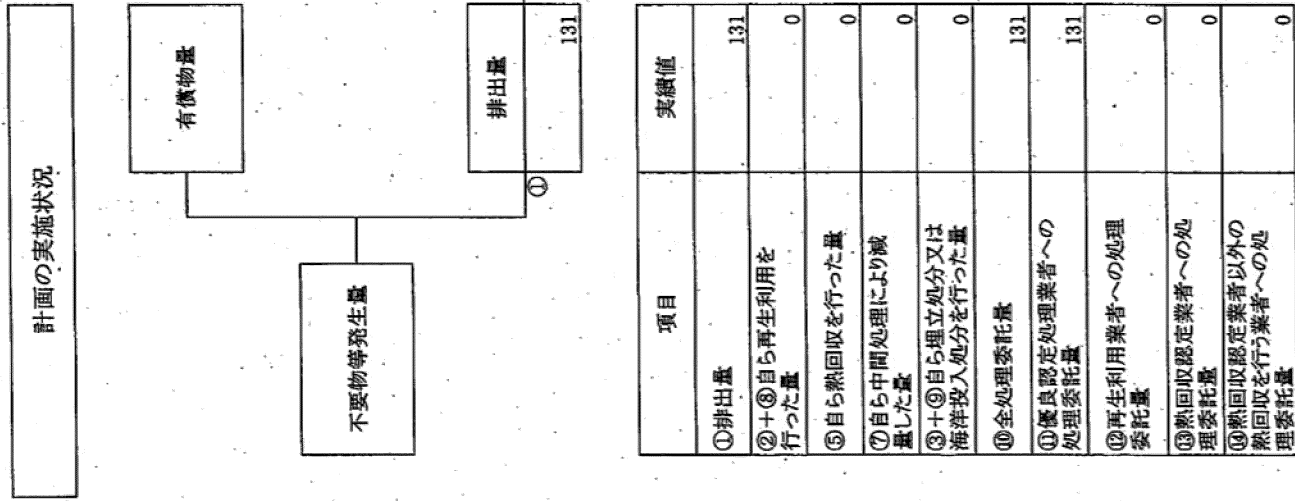 計画の実施状況
有償物量
不要物等発生量
排出量
①
131
項目
実績値
①排出量
131
②+⑧自ら再生利用を
行った量
0
⑤自ら熱回収を行った量
0
⑦自ら中間処理により減
量した量
0
③+⑨自ら埋立処分又は
海洋投入処分を行った量
0
⑩全処理委託量
131
⑪優良認定処理業者への
処理委託量
131
⑫再生利用業者への処理
委託量
0
⑬熱回収認定業者への処
理委託量
0
⑭熱回収認定業者以外の
熱回収を行う業者への処
理委託量
0